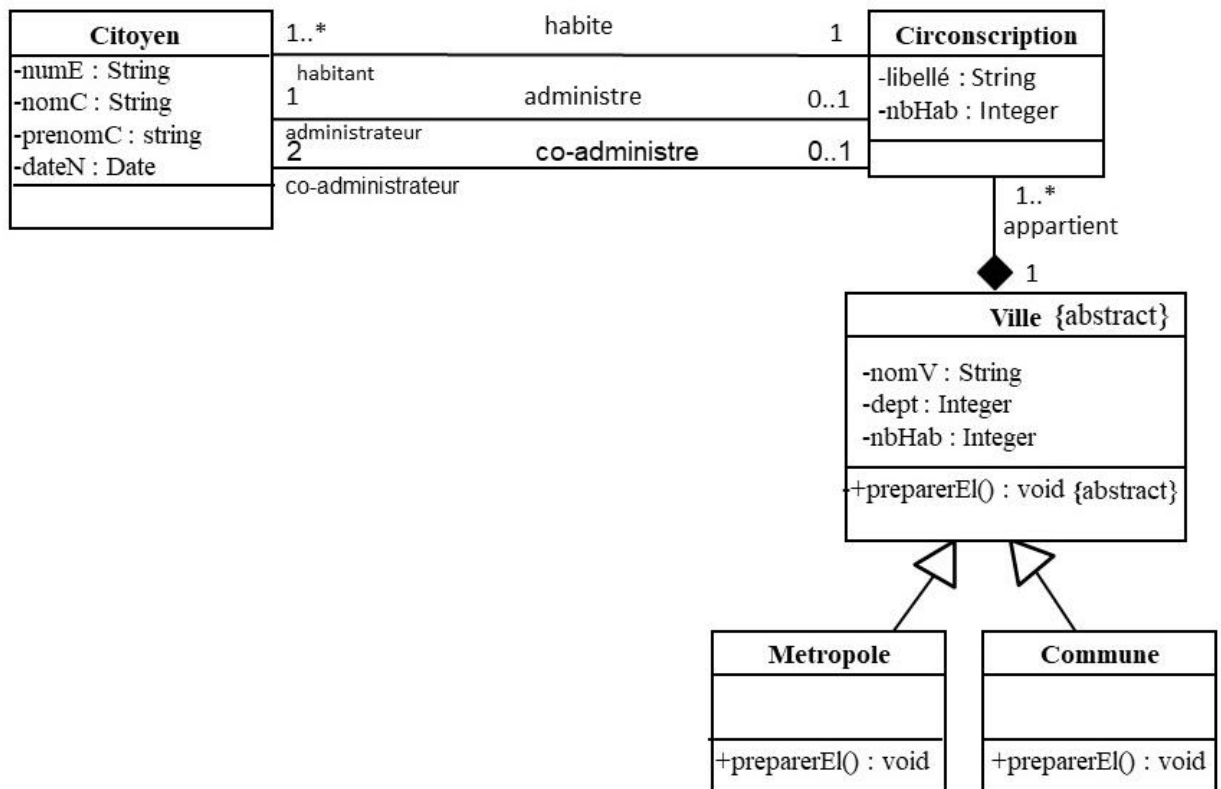 Citoyen
-numE : String
-nomC : String
-prenomC : string
-dateN : Date
1..* habite 1
habitant
1 administre 0..1
administrateur
2 co-administre 0..1
co-administrateur
Circonscription
-libellé : String
-nbHab : Integer
1..*
appartient
1
Ville {abstract}
-nomV : String
-dept : Integer
-nbHab : Integer
-+preparerEl() : void {abstract}
Metropole
+preparerEl() : void
Commune
+preparerEl() : void